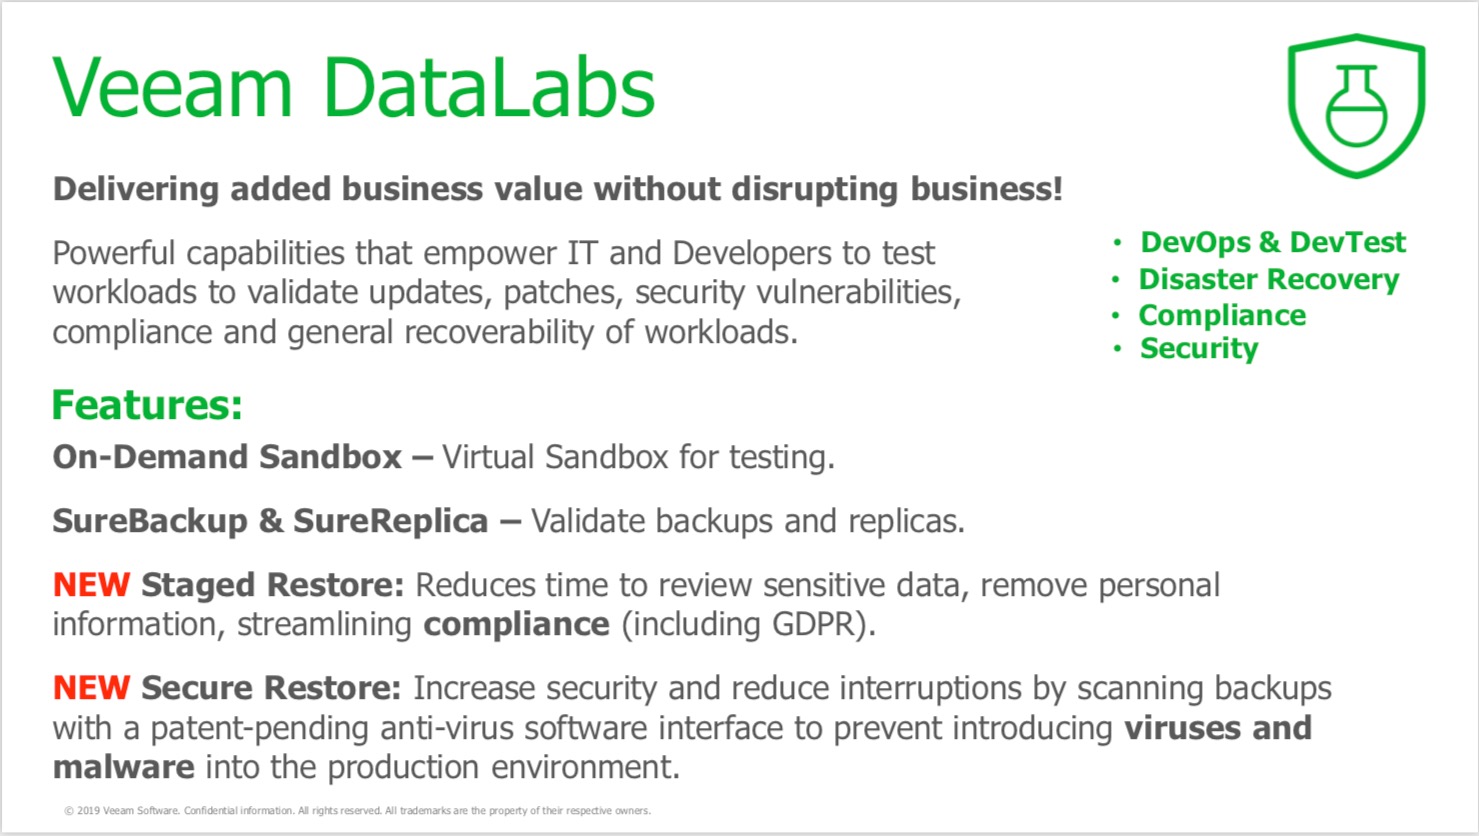 Veeam DataLabs
Delivering added business value without disrupting business!
Powerful capabilities that empower IT and Developers to test
workloads to validate updates, patches, security vulnerabilities,
compliance and general recoverability of workloads.
• DevOps & DevTest
• Disaster Recovery
• Compliance
• Security
Features:
On-Demand Sandbox – Virtual Sandbox for testing.
SureBackup & SureReplica – Validate backups and replicas.
NEW Staged Restore: Reduces time to review sensitive data, remove personal
information, streamlining compliance (including GDPR).
NEW Secure Restore: Increase security and reduce interruptions by scanning backups
with a patent-pending anti-virus software interface to prevent introducing viruses and
malware into the production environment.
© 2019 Veeam Software. Confidential information. All rights reserved. All trademarks are the property of their respective owners.